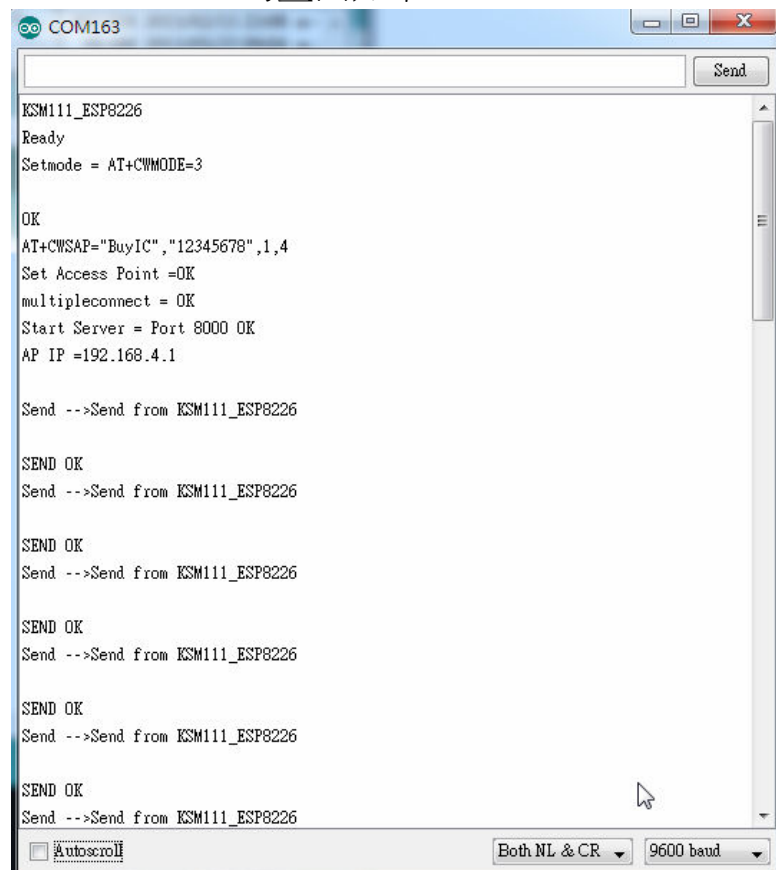 COM163
Send
KSM111_ESP8226
Ready
Setmode = AT+CWMODE=3
OK
AT+CWSAP="BuyIC","12345678",1,4
Set Access Point =OK
multipleconnect = OK
Start Server = Port 8000 OK
AP IP =192.168.4.1
Send -->Send from KSM111_ESP8226
SEND OK
Send -->Send from KSM111_ESP8226
SEND OK
Send -->Send from KSM111_ESP8226
SEND OK
Send -->Send from KSM111_ESP8226
SEND OK
Send -->Send from KSM111_ESP8226
SEND OK
Send -->Send from KSM111_ESP8226
Autoscroll Both NL & CR 9600 baud